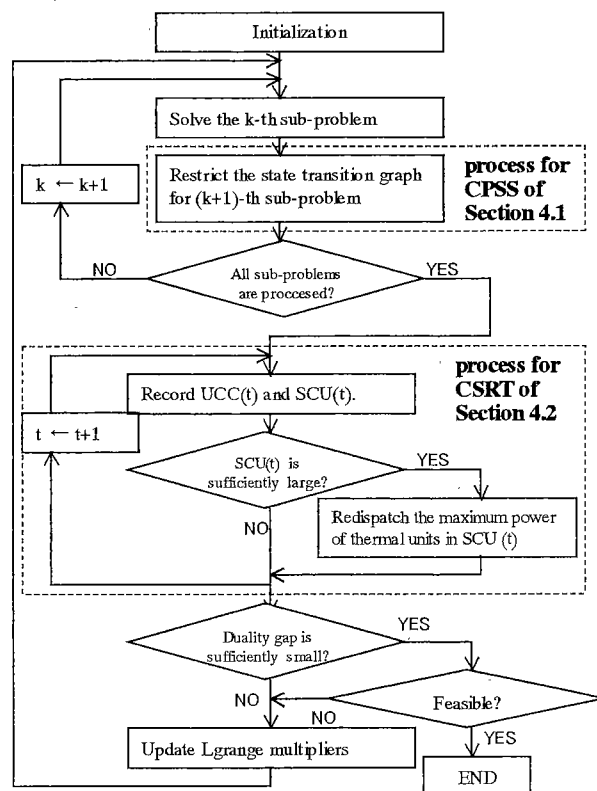 Initialization
Solve the k-th sub-problem
Restrict the state transition graph
for (k+1)-th sub-problem
process for
CPSS of
Section 4.1
k ← k+1
NO
All sub-problems
are proccesed?
YES
process for
CSRT of
Section 4.2
Record UCC(t) and SCU(t).
t ← t+1
SCU(t) is
sufficiently large?
YES
NO
Redispatch the maximum power
of thermal units in SCU (t)
Duality gap is
sufficiently small?
YES
NO
Feasible?
NO
YES
Update Lgrange multipliers
END